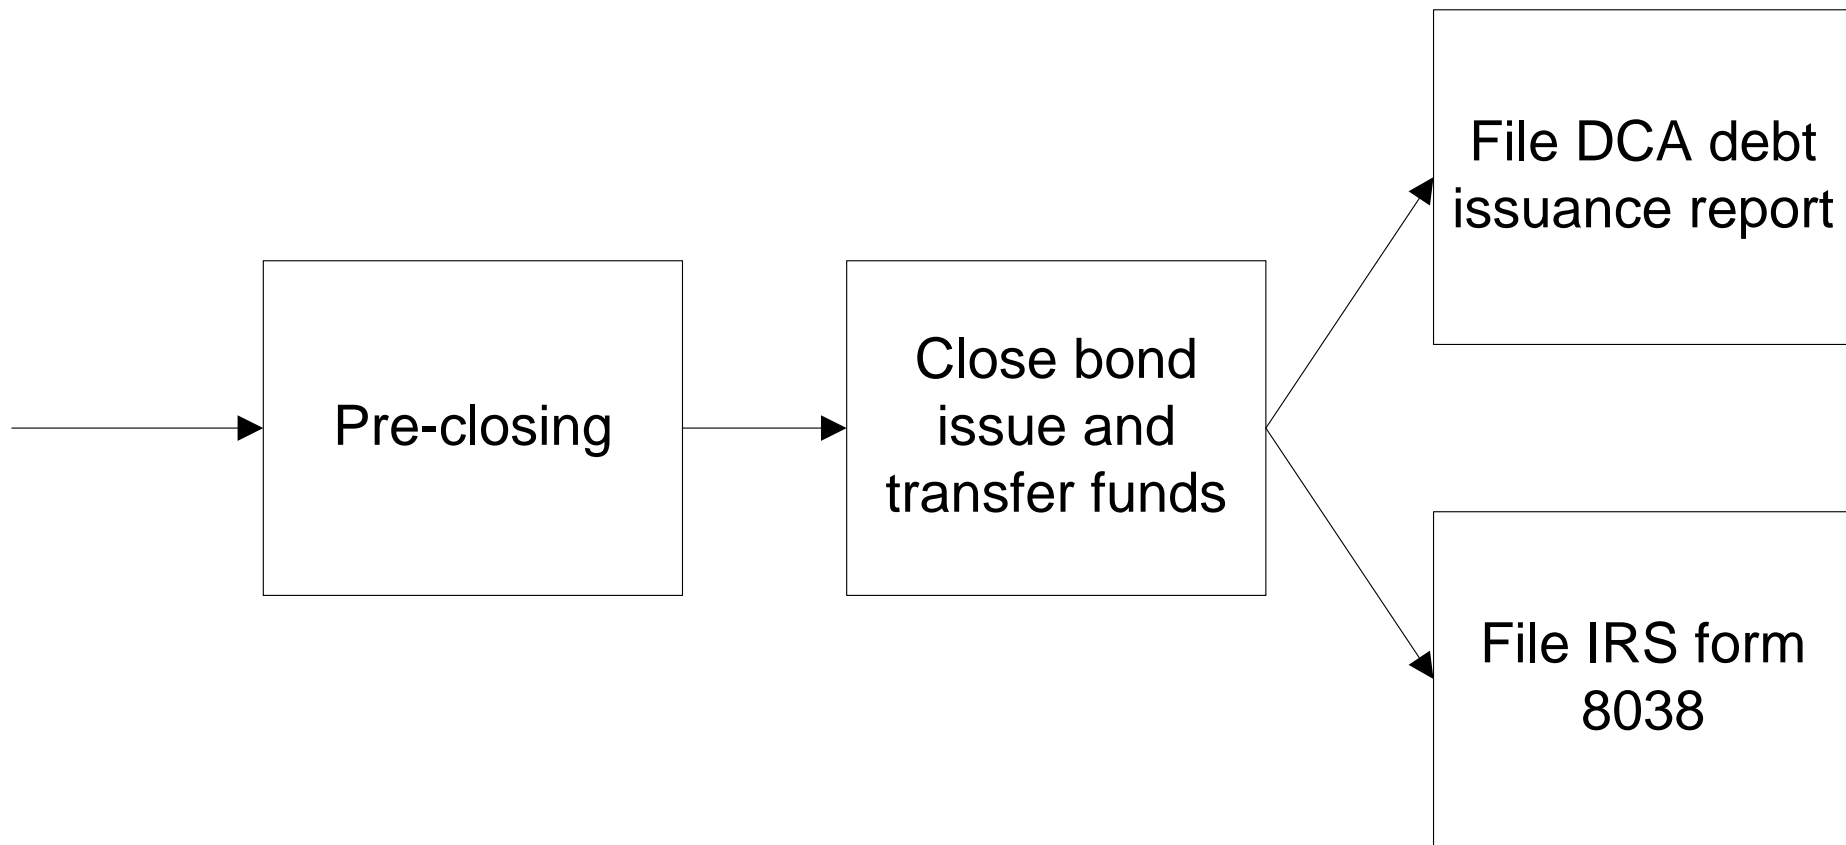 Pre-closing
Close bond
issue and
transfer funds
File DCA debt
issuance report
File IRS form
8038